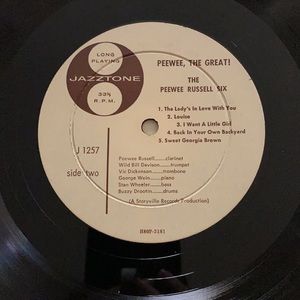 LONG
PLAYING
JAZZTONE
33⅓
R.P.M.
PEEWEE, THE GREAT!
THE
PEEWEE RUSSELL SIX
1. The Lady's In Love With You
2. Louise
3. I Want A Little Girl
4. Back In Your Own Backyard
5. Sweet Georgia Brown
J 1257
side two
Peewee Russell......clarinet
Wild Bill Davison......trumpet
Vic Dickenson......trombone
George Wein......piano
Stan Wheeler......bass
Buzzy Drootin......drums
(A Storyville Records Production)